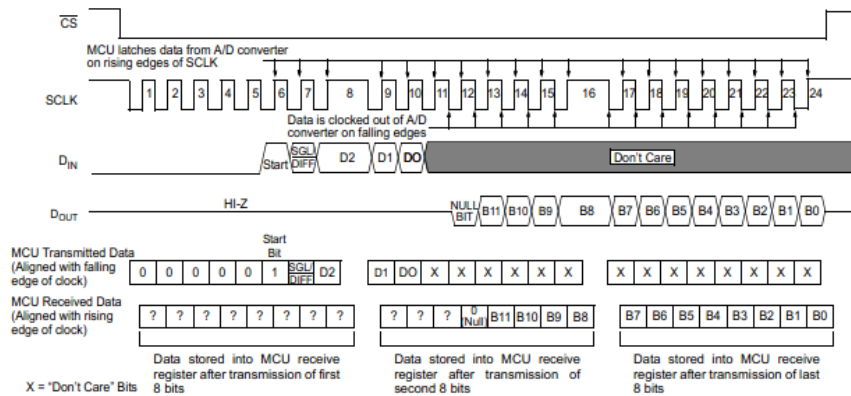 CS
MCU latches data from A/D converter
on rising edges of SCLK
SCLK
1 2 3 4 5 6 7 8 9 10 11 12 13 14 15 16 17 18 19 20 21 22 23 24
Data is clocked out of A/D
converter on falling edges
DIN
Start SGL/DIFF D2 D1 DO Don't Care
HI-Z
DOUT
NULL BIT B11 B10 B9 B8 B7 B6 B5 B4 B3 B2 B1 B0
Start
Bit
MCU Transmitted Data
(Aligned with falling
edge of clock)
0 0 0 0 0 1 SGL/DIFF D2 D1 DO X X X X X X X X X X X X X X
MCU Received Data
(Aligned with rising
edge of clock)
? ? ? ? ? ? ? ? ? ? ? 0 (Null) B11 B10 B9 B8 B7 B6 B5 B4 B3 B2 B1 B0
Data stored into MCU receive
register after transmission of first
8 bits
Data stored into MCU receive
register after transmission of
second 8 bits
Data stored into MCU receive
register after transmission of last
8 bits
X = "Don't Care" Bits